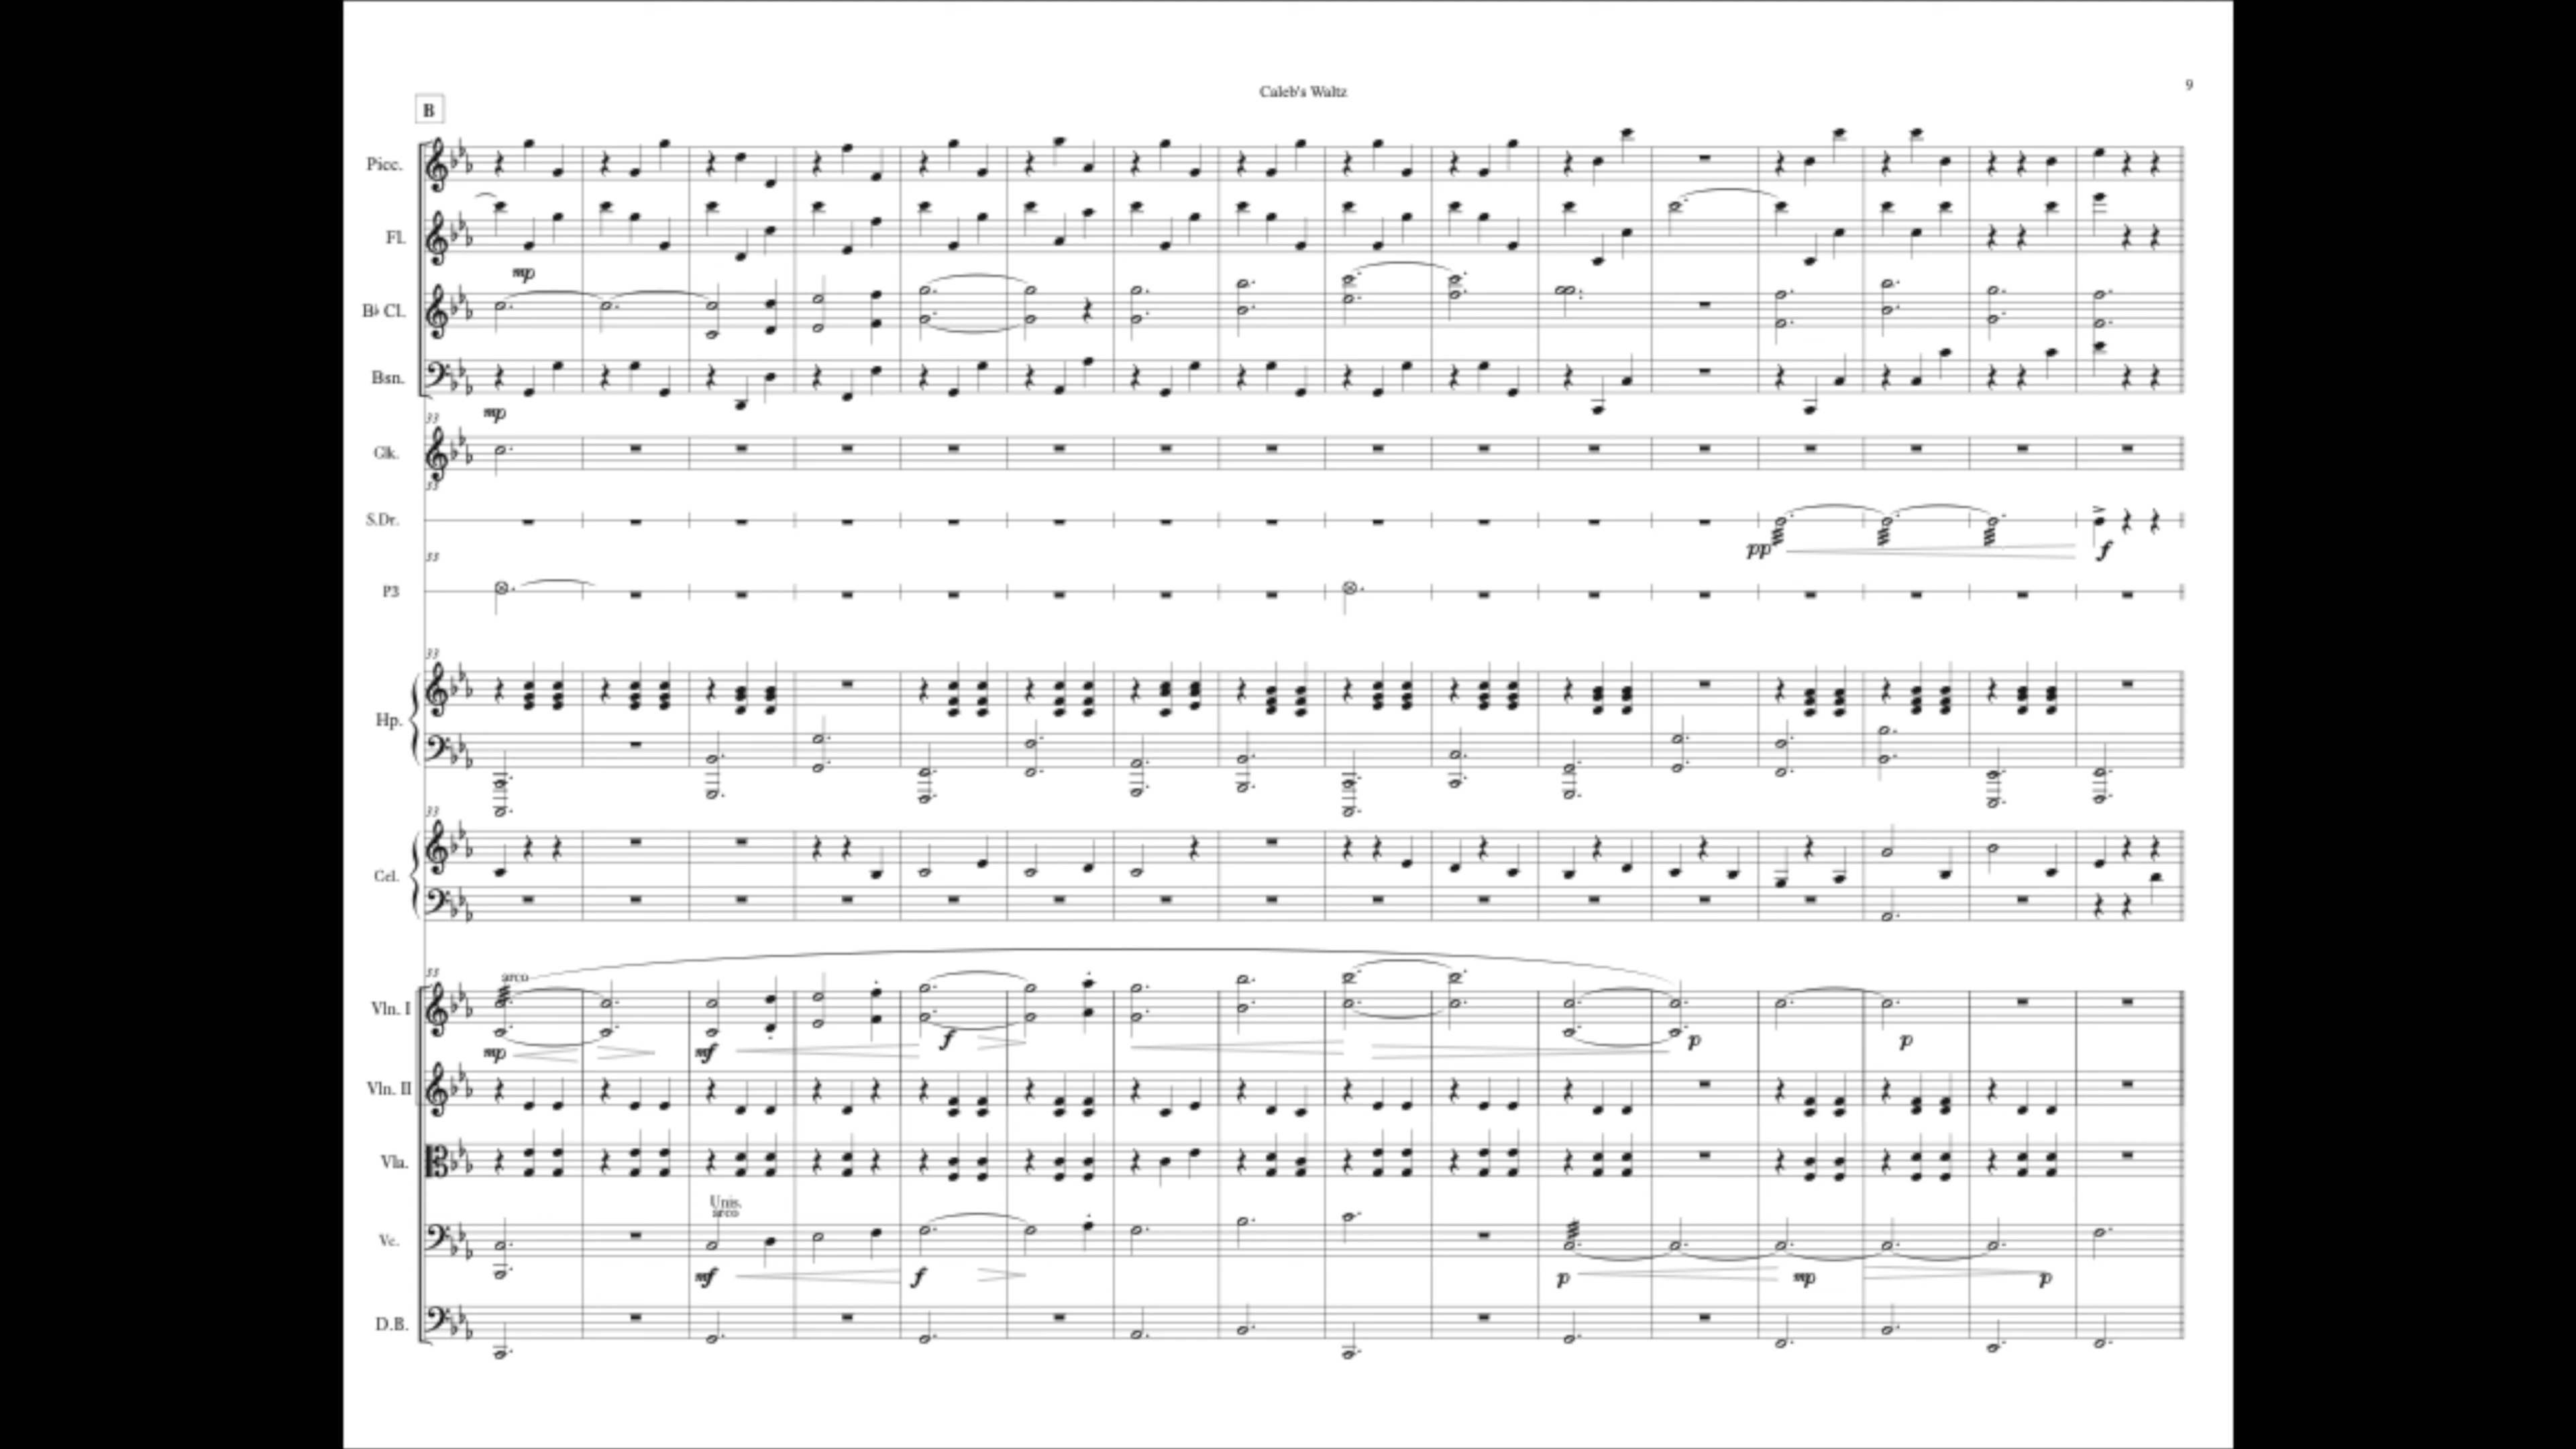 Caleb's Waltz
9
B
Picc.
Fl.
mp
B♭ Cl.
Bsn.
mp
33
Glk.
33
S.Dr.
pp f
33
P3
33
Hp.
33
Cel.
33
arco
Vln. I
mp mf f p p
Vln. II
Vla.
Unis.
arco
Vc.
mf f p mp p
D.B.